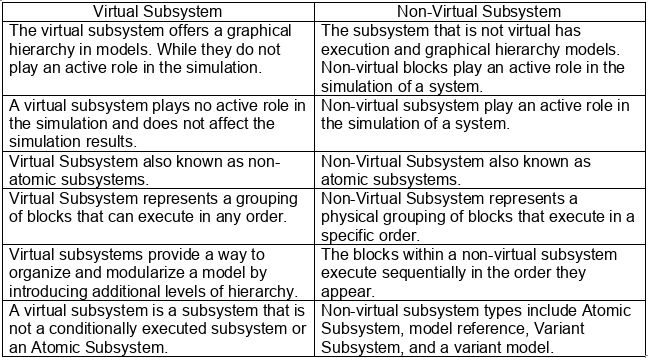 Virtual Subsystem
Non-Virtual Subsystem
The virtual subsystem offers a graphical
hierarchy in models. While they do not
play an active role in the simulation.
The subsystem that is not virtual has
execution and graphical hierarchy models.
Non-virtual blocks play an active role in the
simulation of a system.
A virtual subsystem plays no active role in
the simulation and does not affect the
simulation results.
Non-virtual subsystem play an active role in
the simulation of a system.
Virtual Subsystem also known as non-
atomic subsystems.
Non-Virtual Subsystem also known as
atomic subsystems.
Virtual Subsystem represents a grouping
of blocks that can execute in any order.
Non-Virtual Subsystem represents a
physical grouping of blocks that execute in a
specific order.
Virtual subsystems provide a way to
organize and modularize a model by
introducing additional levels of hierarchy.
The blocks within a non-virtual subsystem
execute sequentially in the order they
appear.
A virtual subsystem is a subsystem that is
not a conditionally executed subsystem or
an Atomic Subsystem.
Non-virtual subsystem types include Atomic
Subsystem, model reference, Variant
Subsystem, and a variant model.